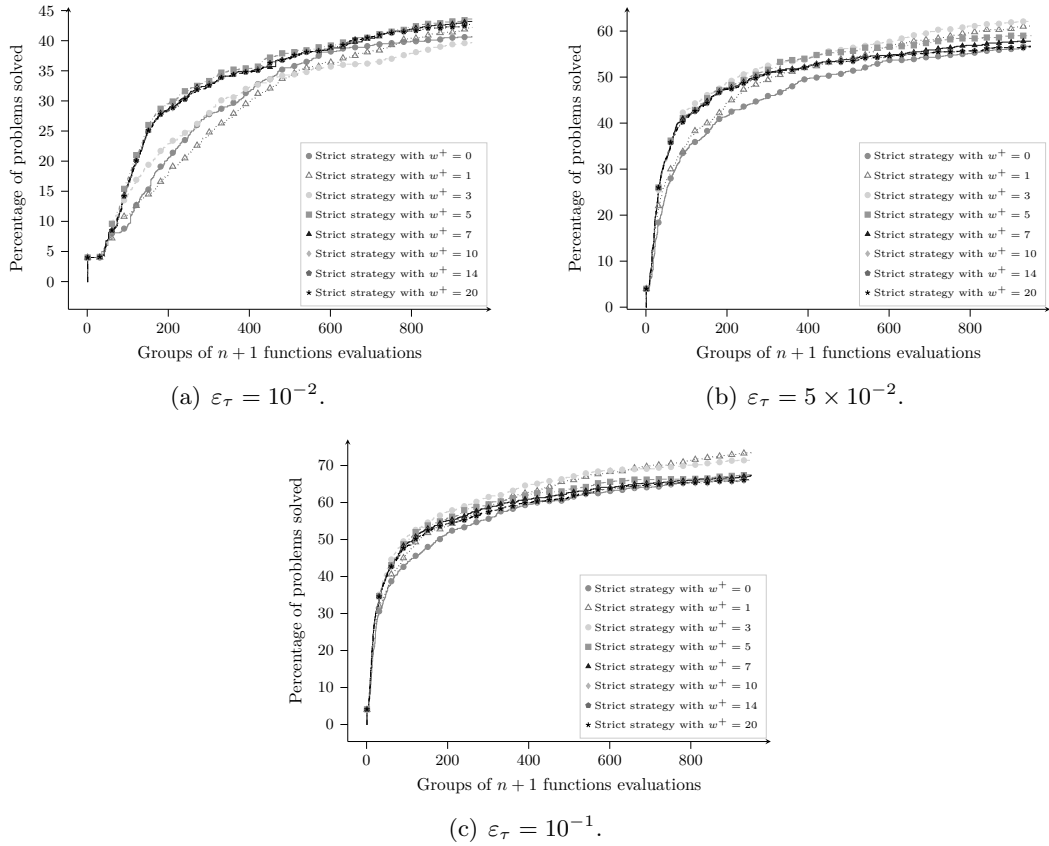 45
40
35
30
25
20
15
10
5
0
Percentage of problems solved
Strict strategy with w⁺ = 0
Strict strategy with w⁺ = 1
Strict strategy with w⁺ = 3
Strict strategy with w⁺ = 5
Strict strategy with w⁺ = 7
Strict strategy with w⁺ = 10
Strict strategy with w⁺ = 14
Strict strategy with w⁺ = 20
0 200 400 600 800
Groups of n + 1 functions evaluations
(a) ε_τ = 10⁻².
60
50
40
30
20
10
0
Percentage of problems solved
Strict strategy with w⁺ = 0
Strict strategy with w⁺ = 1
Strict strategy with w⁺ = 3
Strict strategy with w⁺ = 5
Strict strategy with w⁺ = 7
Strict strategy with w⁺ = 10
Strict strategy with w⁺ = 14
Strict strategy with w⁺ = 20
0 200 400 600 800
Groups of n + 1 functions evaluations
(b) ε_τ = 5 × 10⁻².
70
60
50
40
30
20
10
0
Percentage of problems solved
Strict strategy with w⁺ = 0
Strict strategy with w⁺ = 1
Strict strategy with w⁺ = 3
Strict strategy with w⁺ = 5
Strict strategy with w⁺ = 7
Strict strategy with w⁺ = 10
Strict strategy with w⁺ = 14
Strict strategy with w⁺ = 20
0 200 400 600 800
Groups of n + 1 functions evaluations
(c) ε_τ = 10⁻¹.